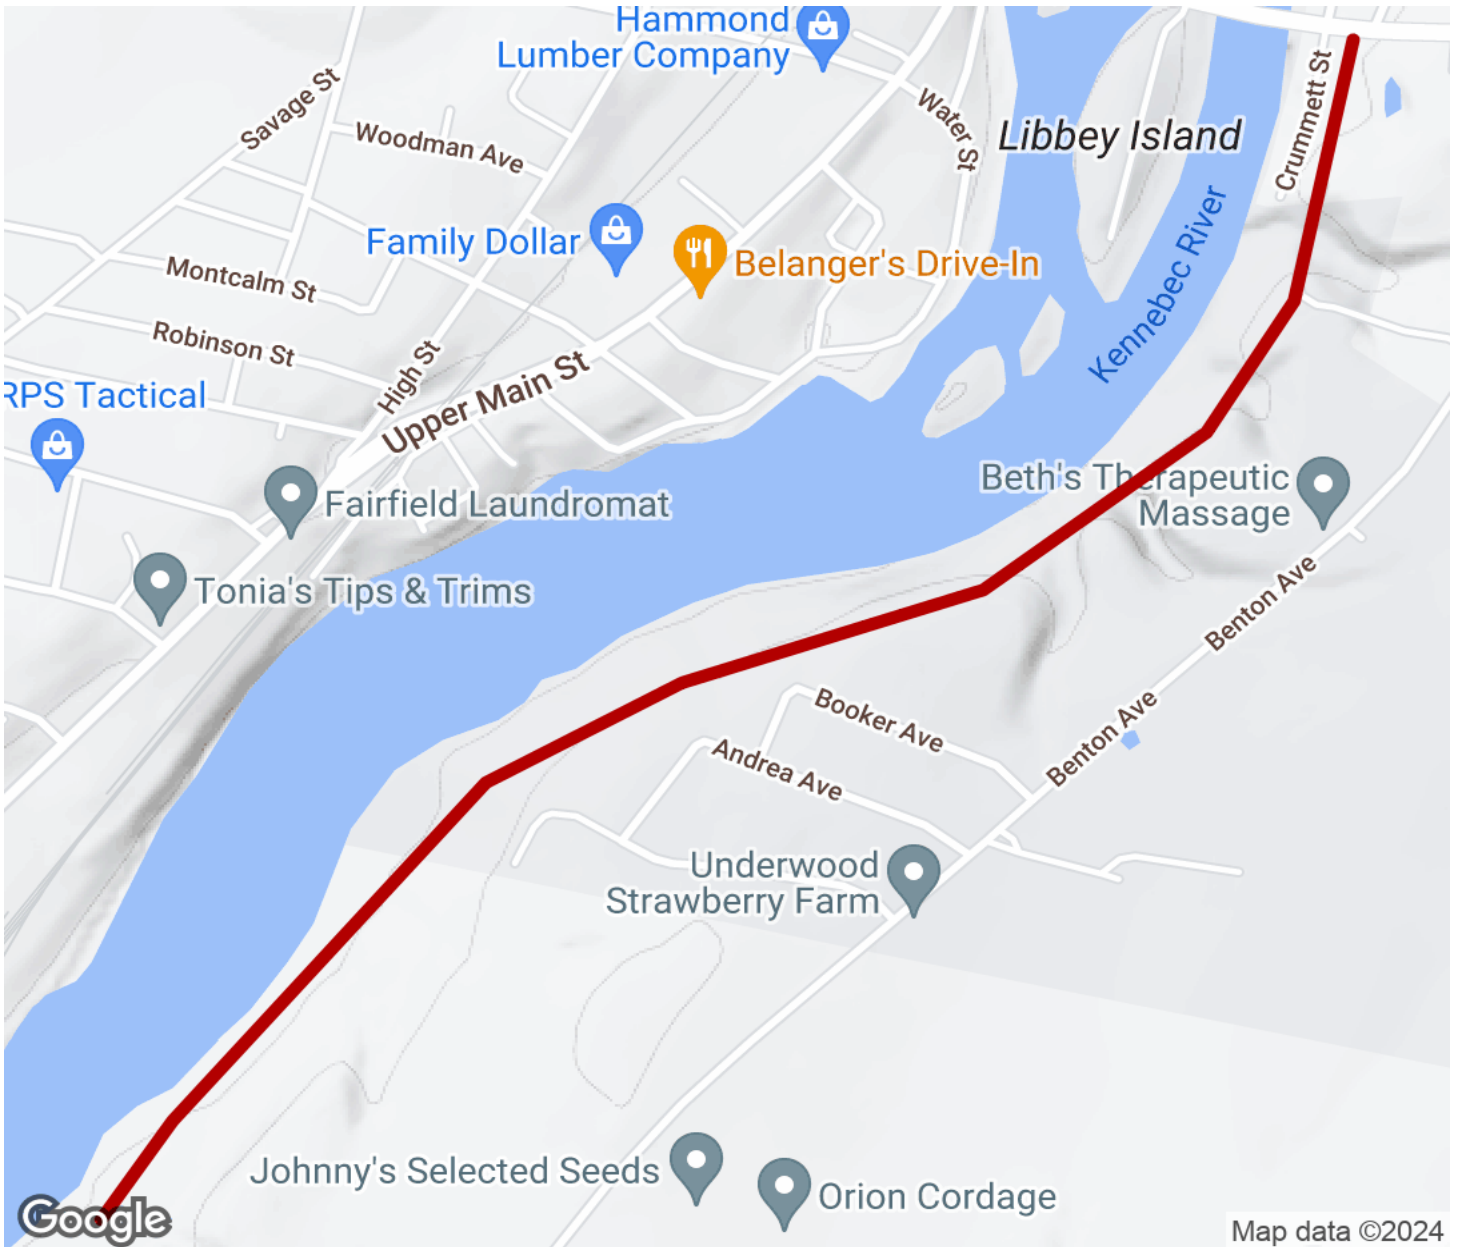 Hammond
Lumber Company
Savage St
Woodman Ave
Water St
Libbey Island
Crummett St
Family Dollar
Belanger's Drive-In
Kennebec River
Montcalm St
Robinson St
High St
Upper Main St
RPS Tactical
Fairfield Laundromat
Beth's Therapeutic
Massage
Tonia's Tips & Trims
Benton Ave
Booker Ave
Benton Ave
Andrea Ave
Underwood
Strawberry Farm
Johnny's Selected Seeds
Orion Cordage
Google
Map data ©2024